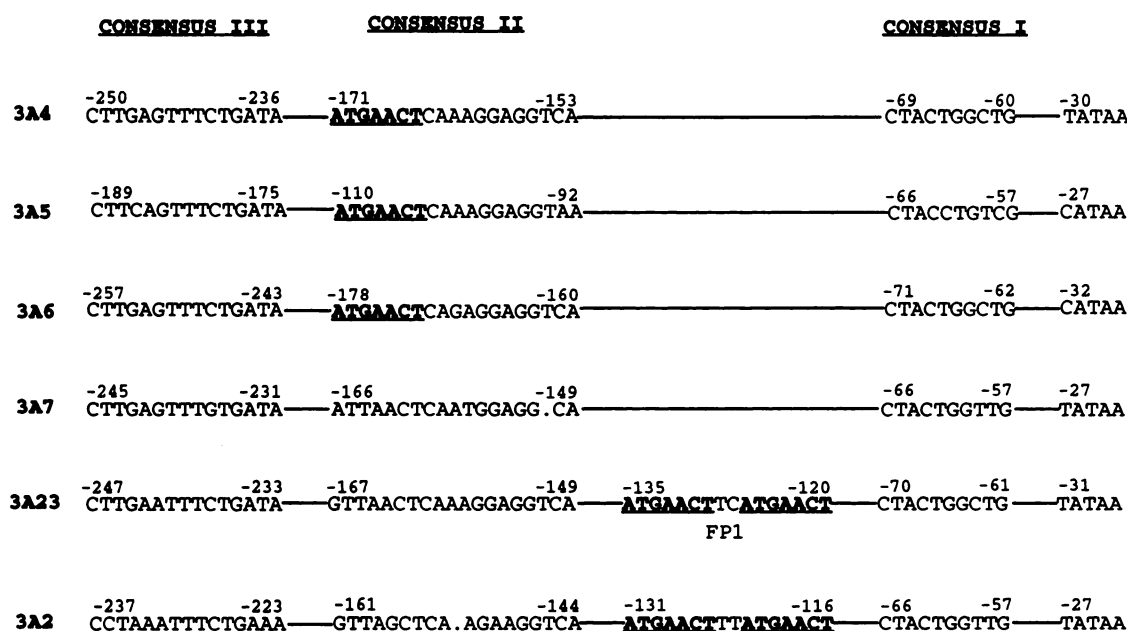 CONSENSUS III CONSENSUS II CONSENSUS I
-250 -236 -171 -153 -69 -60 -30
3A4 CTTGAGTTTCTGATA ATGAACTCAAAGGAGGTCA CTACTGGCTG TATAA
-189 -175 -110 -92 -66 -57 -27
3A5 CTTCAGTTTCTGATA ATGAACTCAAAGGAGGTAA CTACCTGTCG CATAA
-257 -243 -178 -160 -71 -62 -32
3A6 CTTGAGTTTCTGATA ATGAACTCAGAGGAGGTCA CTACTGGCTG CATAA
-245 -231 -166 -149 -66 -57 -27
3A7 CTTGAGTTTGTGATA ATTAACTCAATGGAGG.CA CTACTGGTTG TATAA
-247 -233 -167 -149 -135 -120 -70 -61 -31
3A23 CTTGAATTTCTGATA GTTAACTCAAAGGAGGTCA ATGAACTTCATGAACT CTACTGGCTG TATAA
FP1
-237 -223 -161 -144 -131 -116 -66 -57 -27
3A2 CCTAAATTTCTGAAA GTTAGCTCA.AGAAGGTCA ATGAACTTTATGAACT CTACTGGTTG TATAA